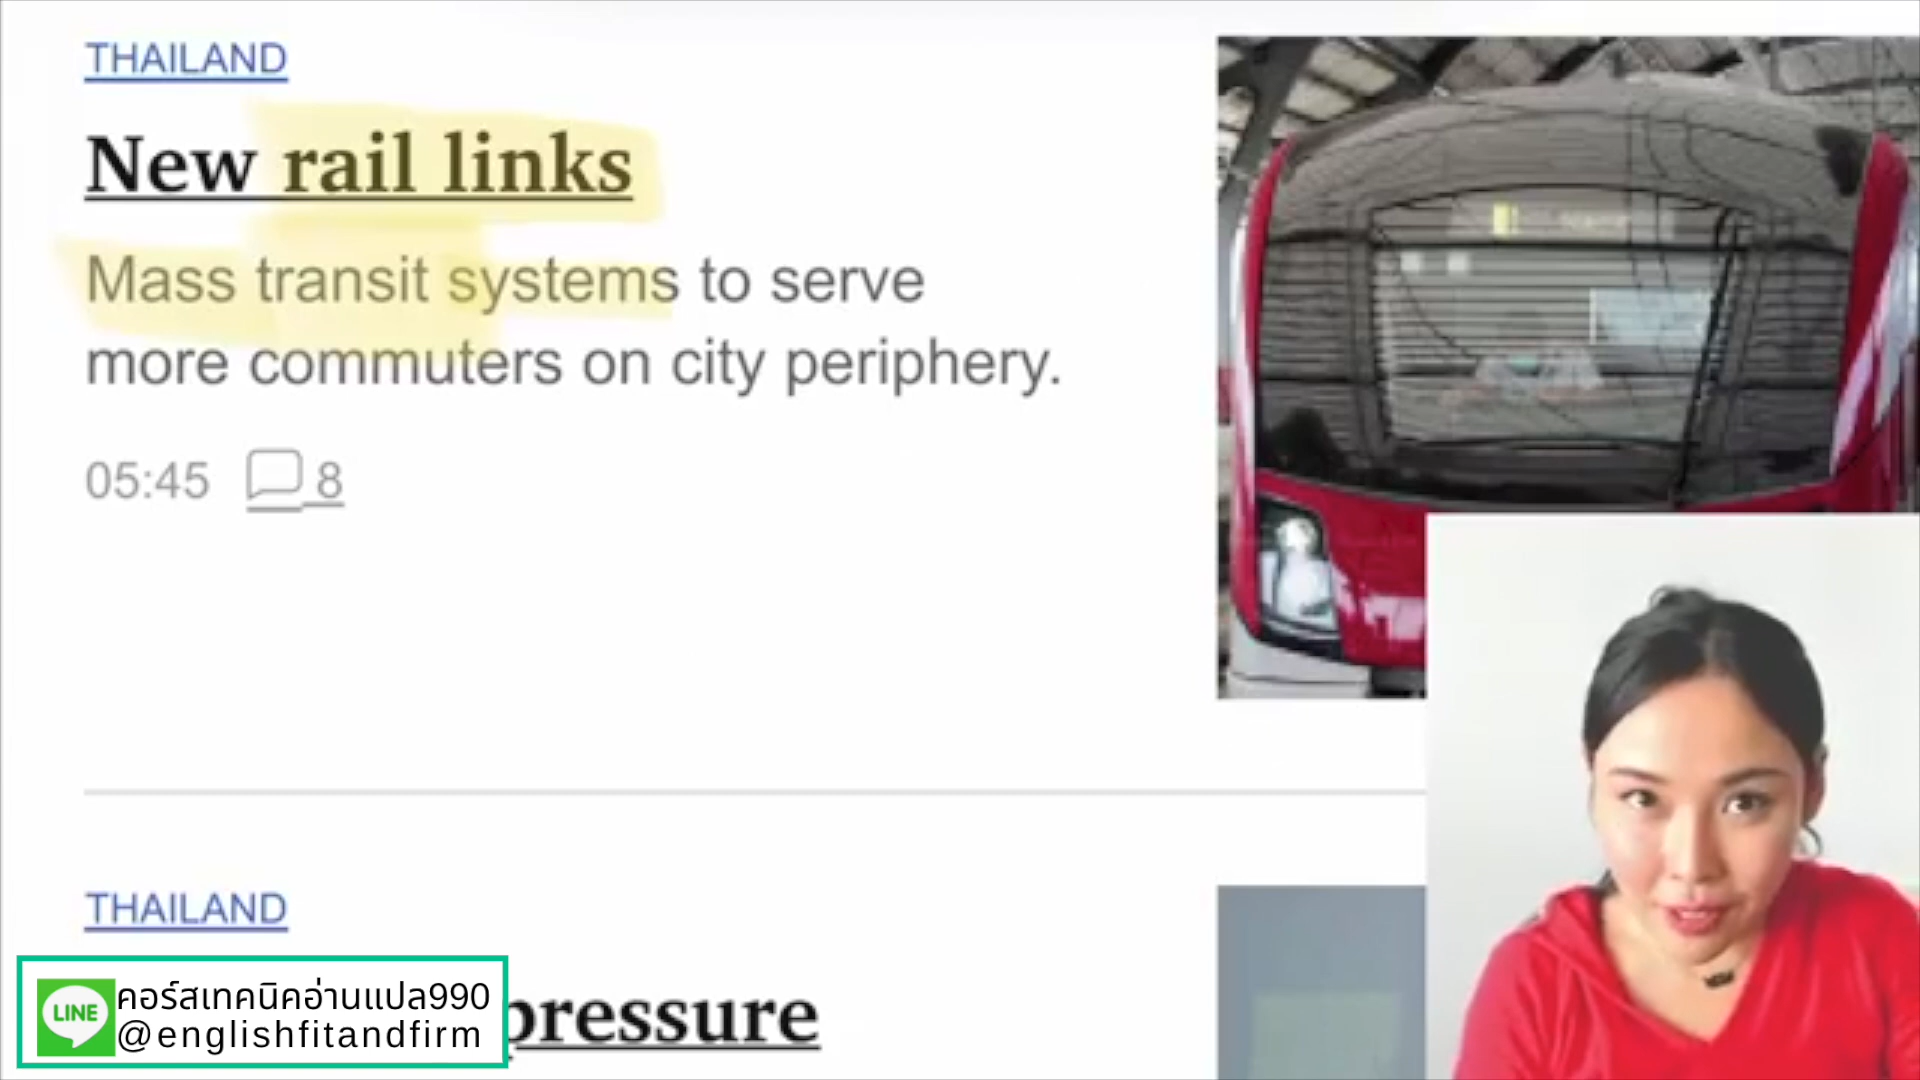 THAILAND
New rail links
Mass transit systems to serve
more commuters on city periphery.
05:45 8
THAILAND
pressure
LINE
คอร์สเทคนิคอ่านแปล990
@englishfitandfirm